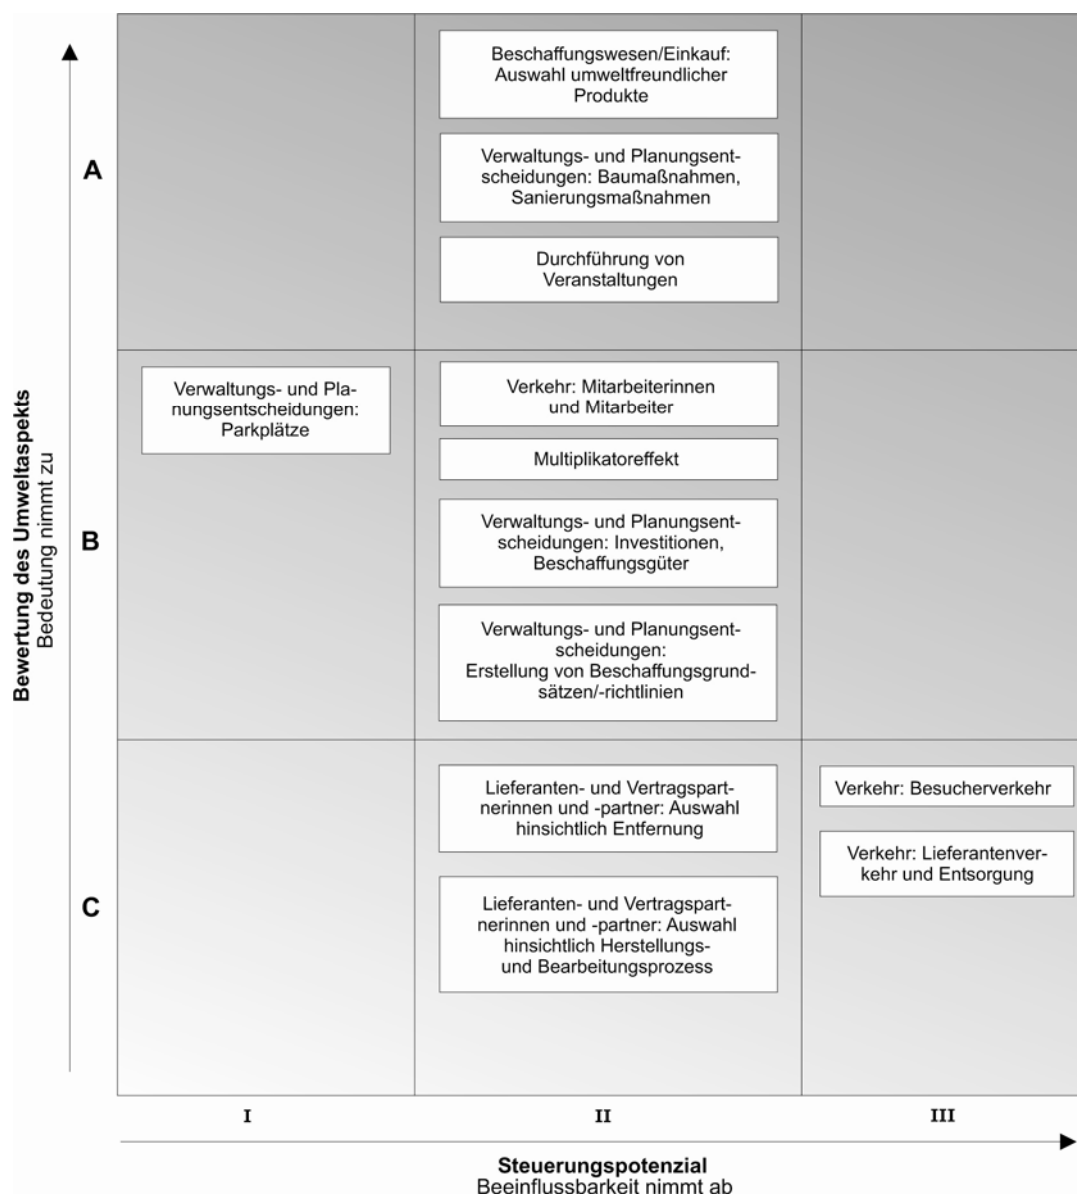 Beschaffungswesen/Einkauf:
Auswahl umweltfreundlicher
Produkte
A
Verwaltungs- und Planungsent-
scheidungen: Baumaßnahmen,
Sanierungsmaßnahmen
Durchführung von
Veranstaltungen
Bewertung des Umweltaspekts
Bedeutung nimmt zu
B
Verwaltungs- und Pla-
nungsentscheidungen:
Parkplätze
Verkehr: Mitarbeiterinnen
und Mitarbeiter
Multiplikatoreffekt
Verwaltungs- und Planungsent-
scheidungen: Investitionen,
Beschaffungsgüter
Verwaltungs- und Planungsent-
scheidungen:
Erstellung von Beschaffungsgrund-
sätzen/-richtlinien
C
Lieferanten- und Vertragspart-
nerinnen und -partner: Auswahl
hinsichtlich Entfernung
Lieferanten- und Vertragspart-
nerinnen und -partner: Auswahl
hinsichtlich Herstellungs-
und Bearbeitungsprozess
Verkehr: Besucherverkehr
Verkehr: Lieferantenver-
kehr und Entsorgung
I
II
III
Steuerungspotenzial
Beeinflussbarkeit nimmt ab